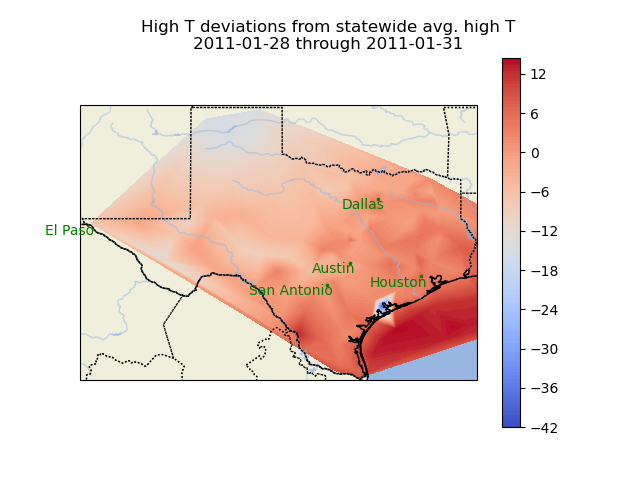 High T deviations from statewide avg. high T
2011-01-28 through 2011-01-31
12
6
0
−6
−12
−18
−24
−30
−36
−42
Dallas
El Paso
Austin
Houston
San Antonio